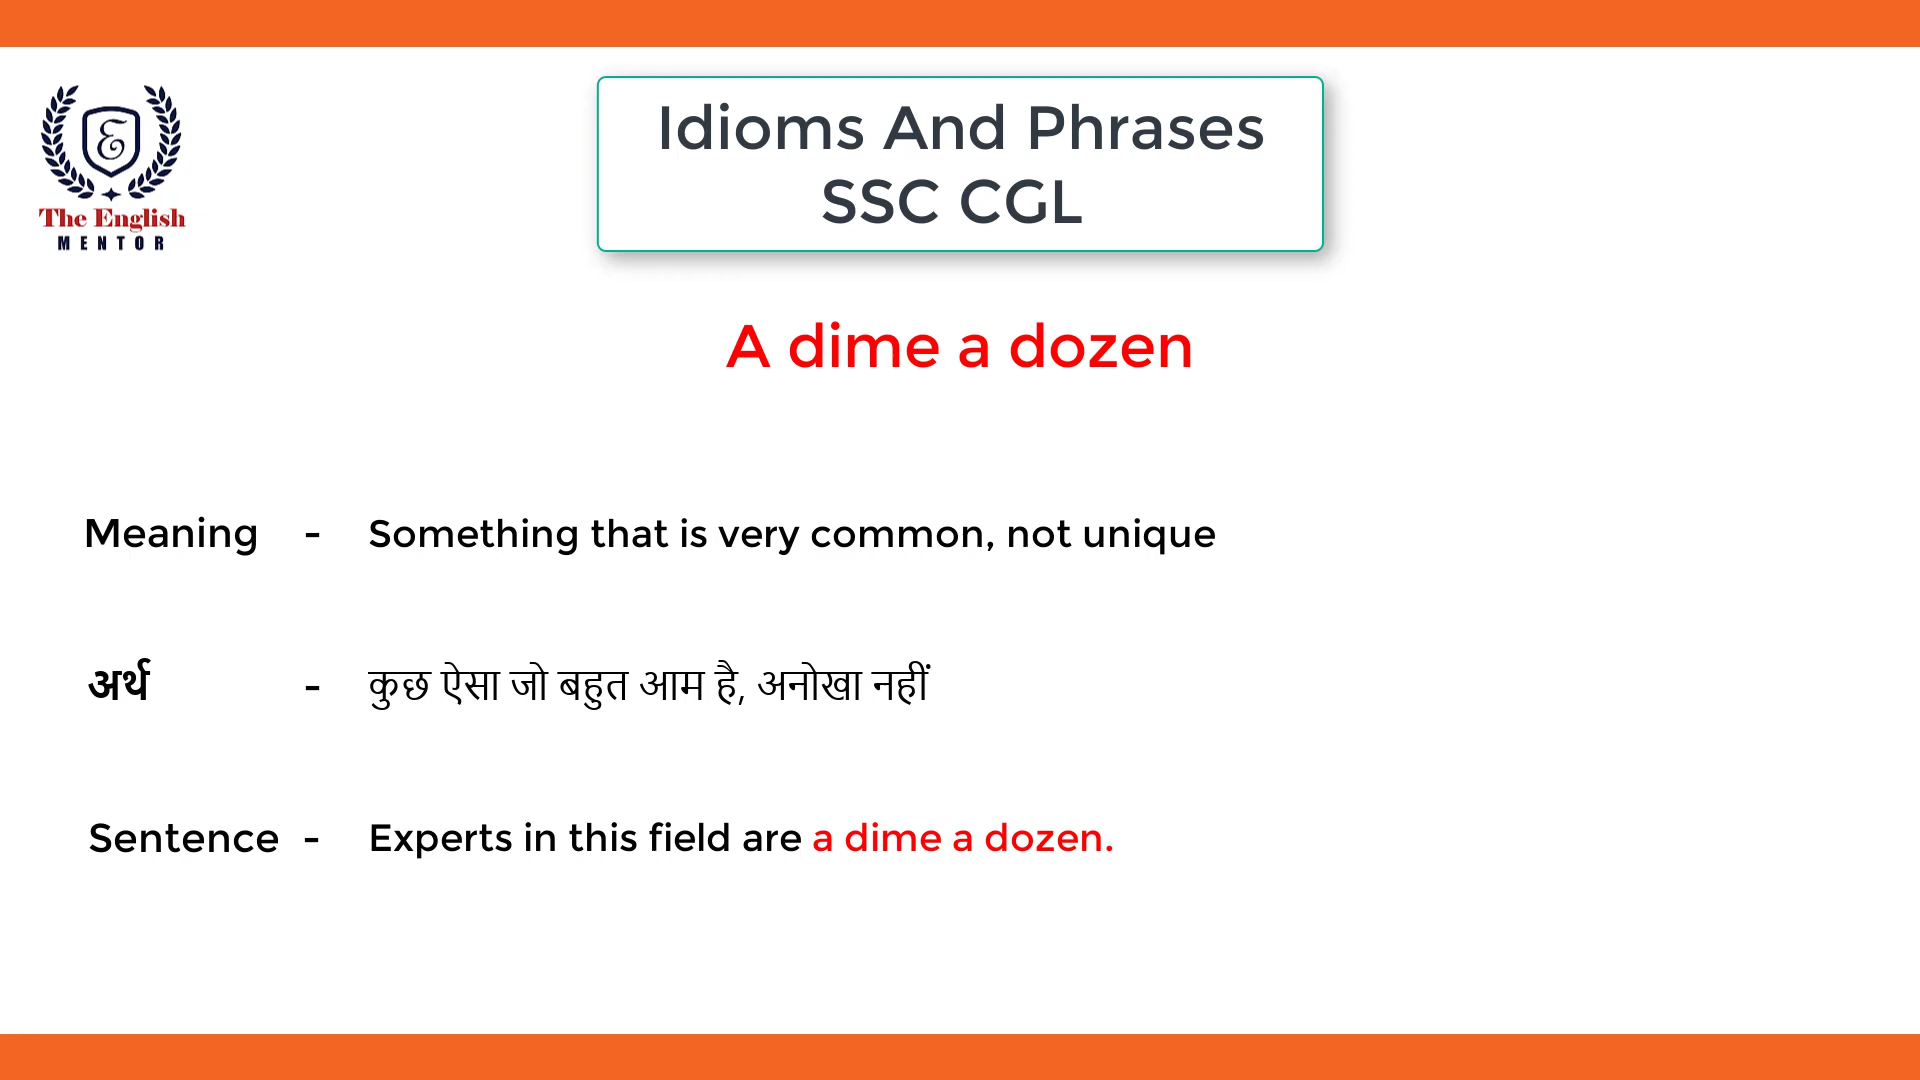 The English
MENTOR
Idioms And Phrases
SSC CGL
A dime a dozen
Meaning - Something that is very common, not unique
अर्थ - कुछ ऐसा जो बहुत आम है, अनोखा नहीं
Sentence - Experts in this field are a dime a dozen.